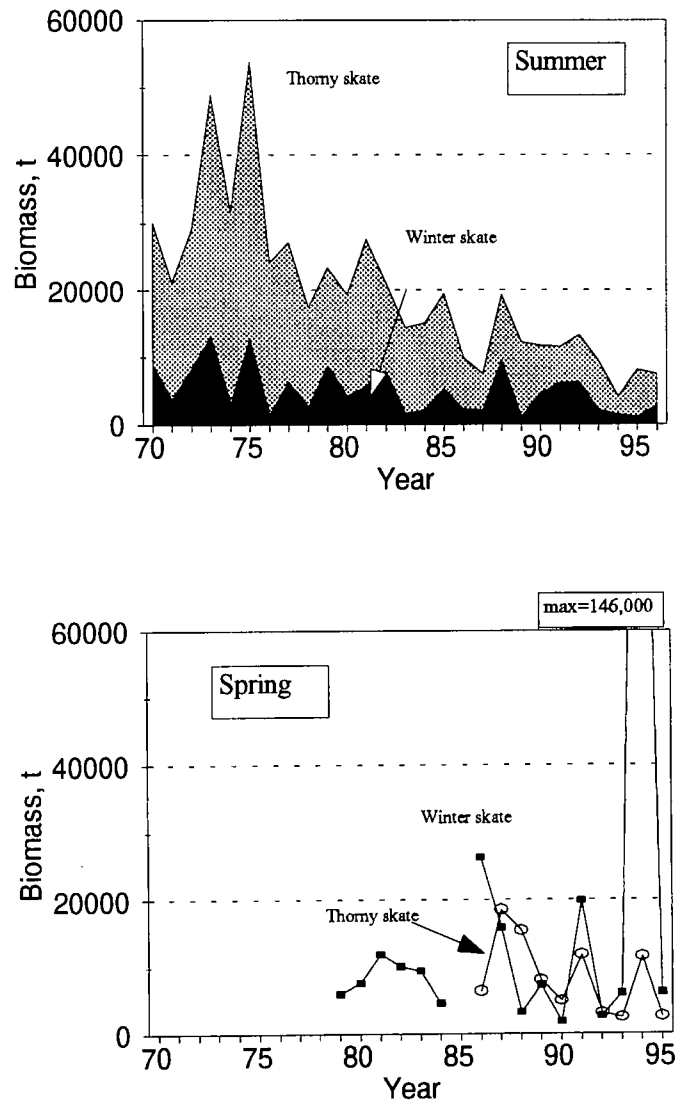 60000
Summer
Thorny skate
40000
Biomass, t
Winter skate
20000
0
70 75 80 85 90 95
Year
max=146,000
60000
Spring
40000
Biomass, t
Winter skate
20000
Thorny skate
0
70 75 80 85 90 95
Year